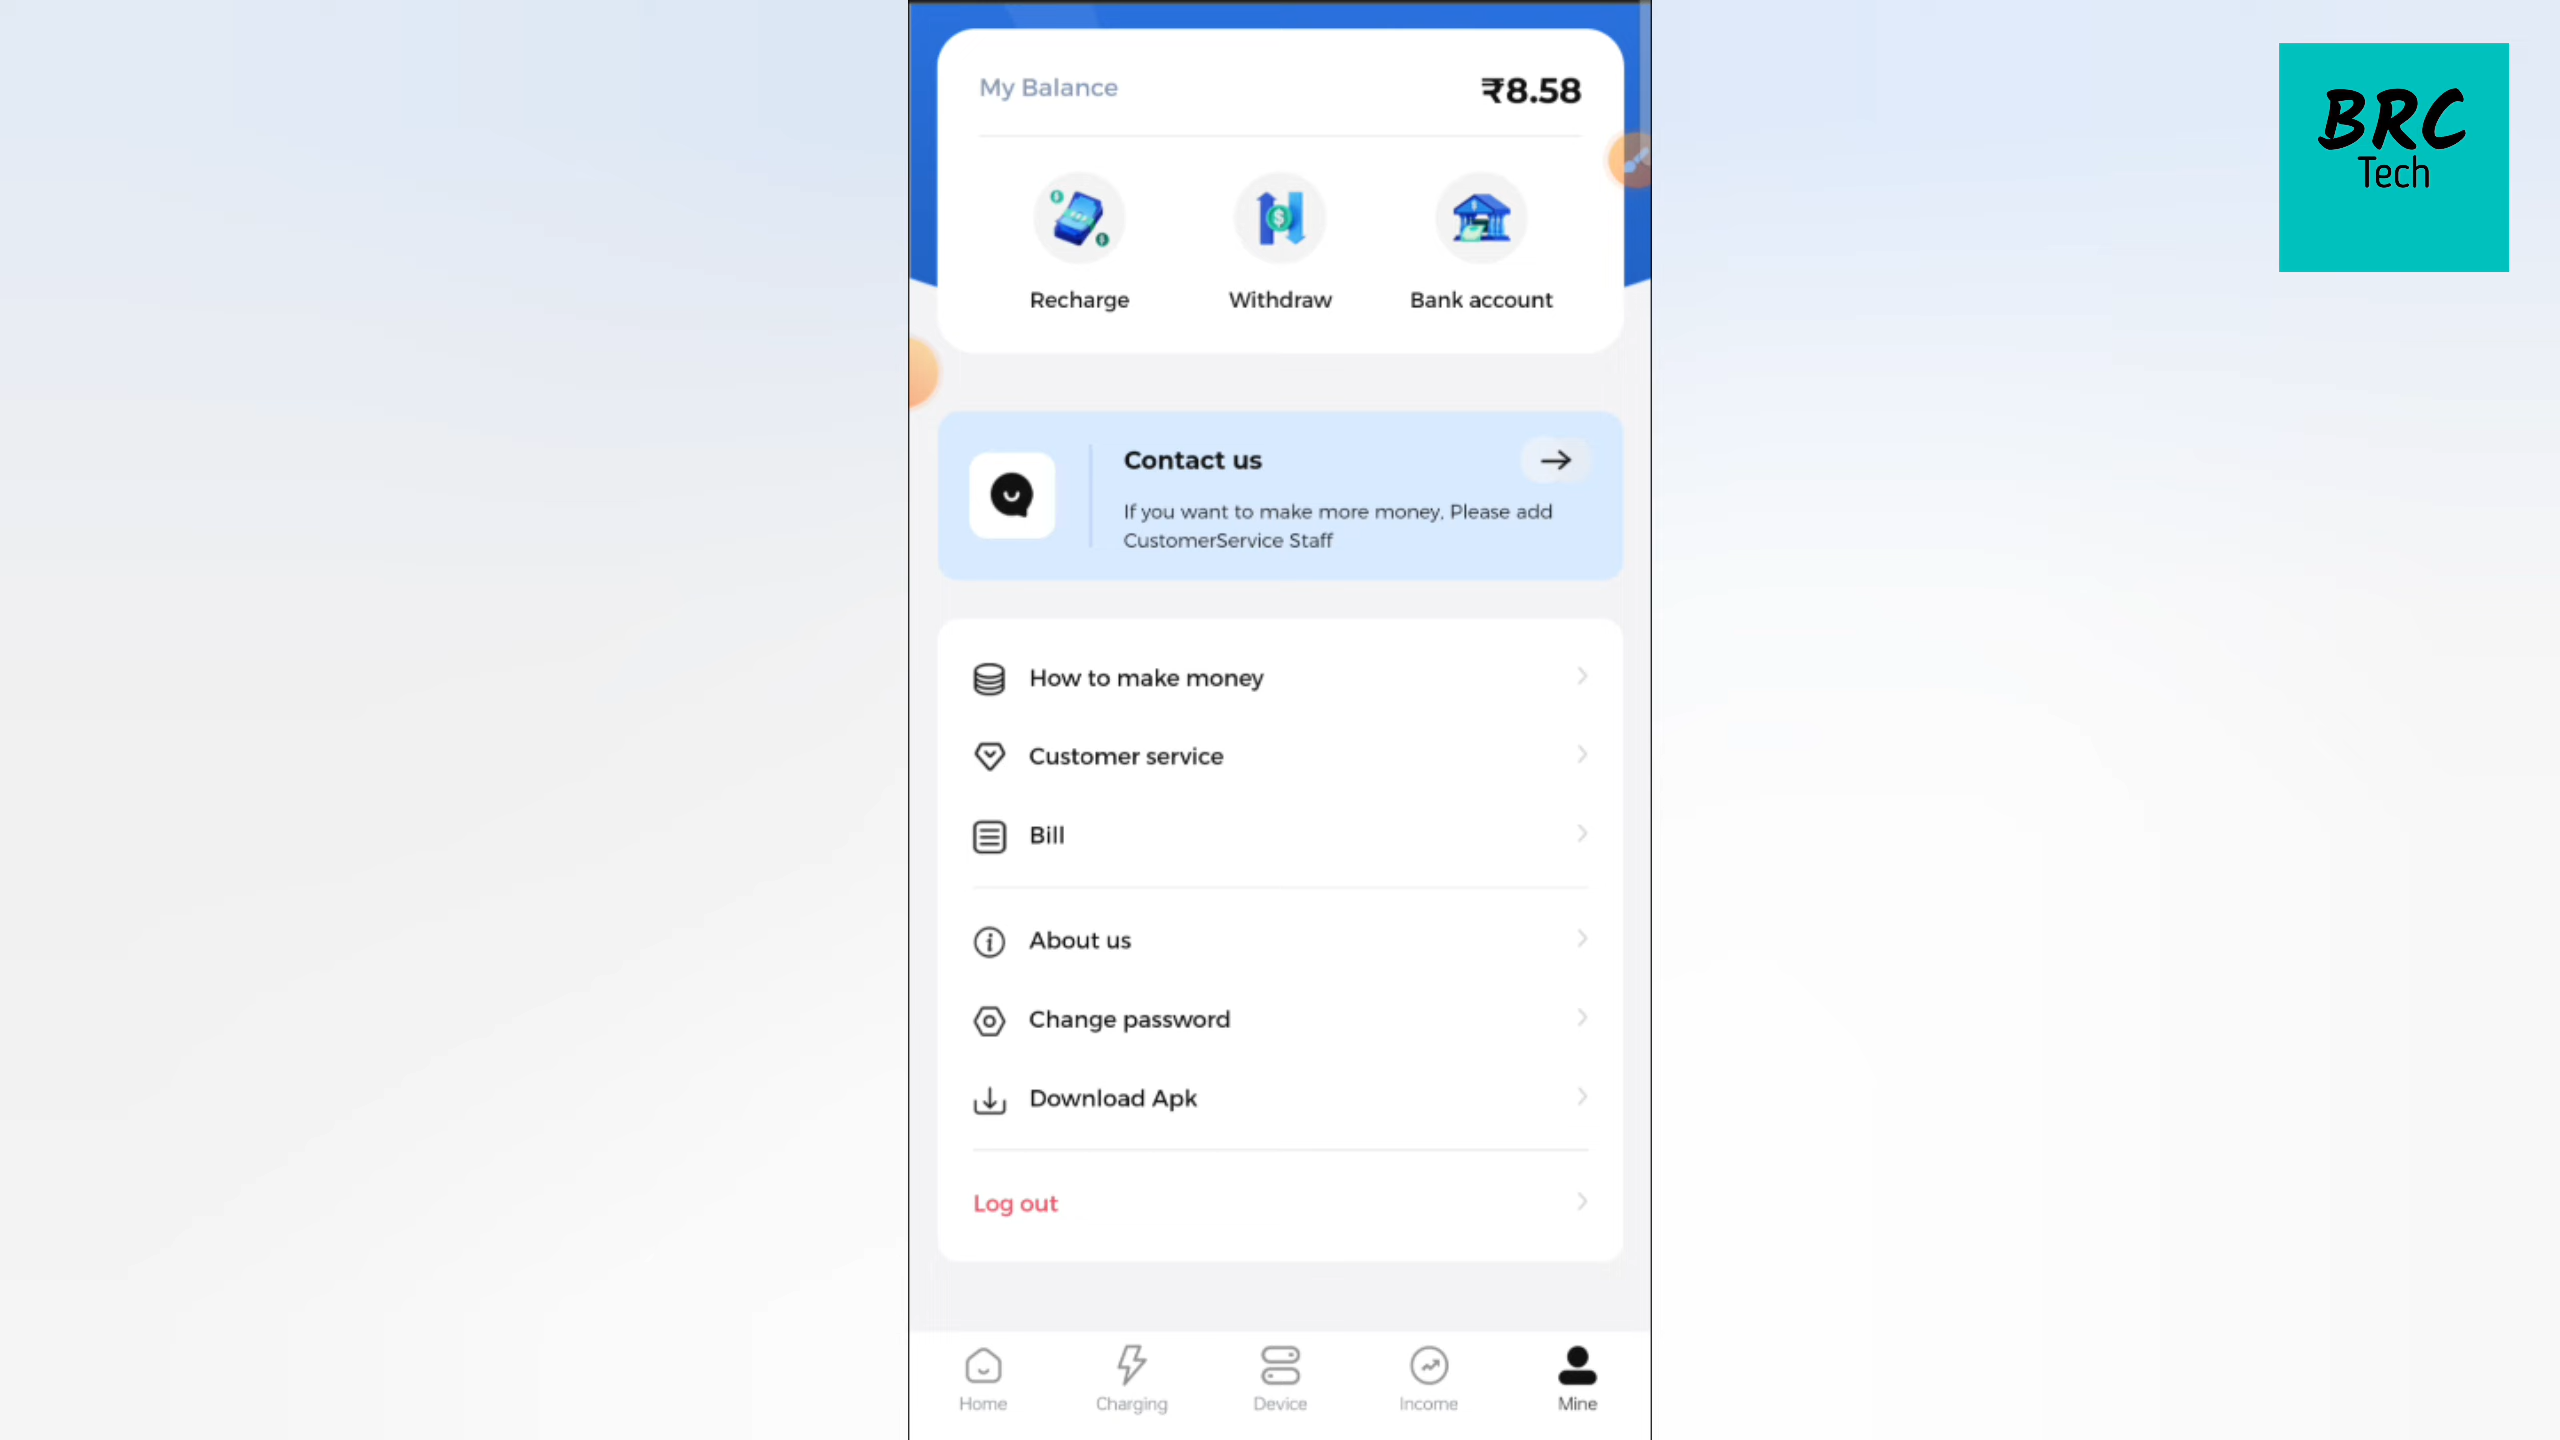 My Balance
₹8.58
BRC
Tech
Recharge
Withdraw
Bank account
Contact us
If you want to make more money, Please add
CustomerService Staff
How to make money
Customer service
Bill
About us
Change password
Download Apk
Log out
Home
Charging
Device
Income
Mine